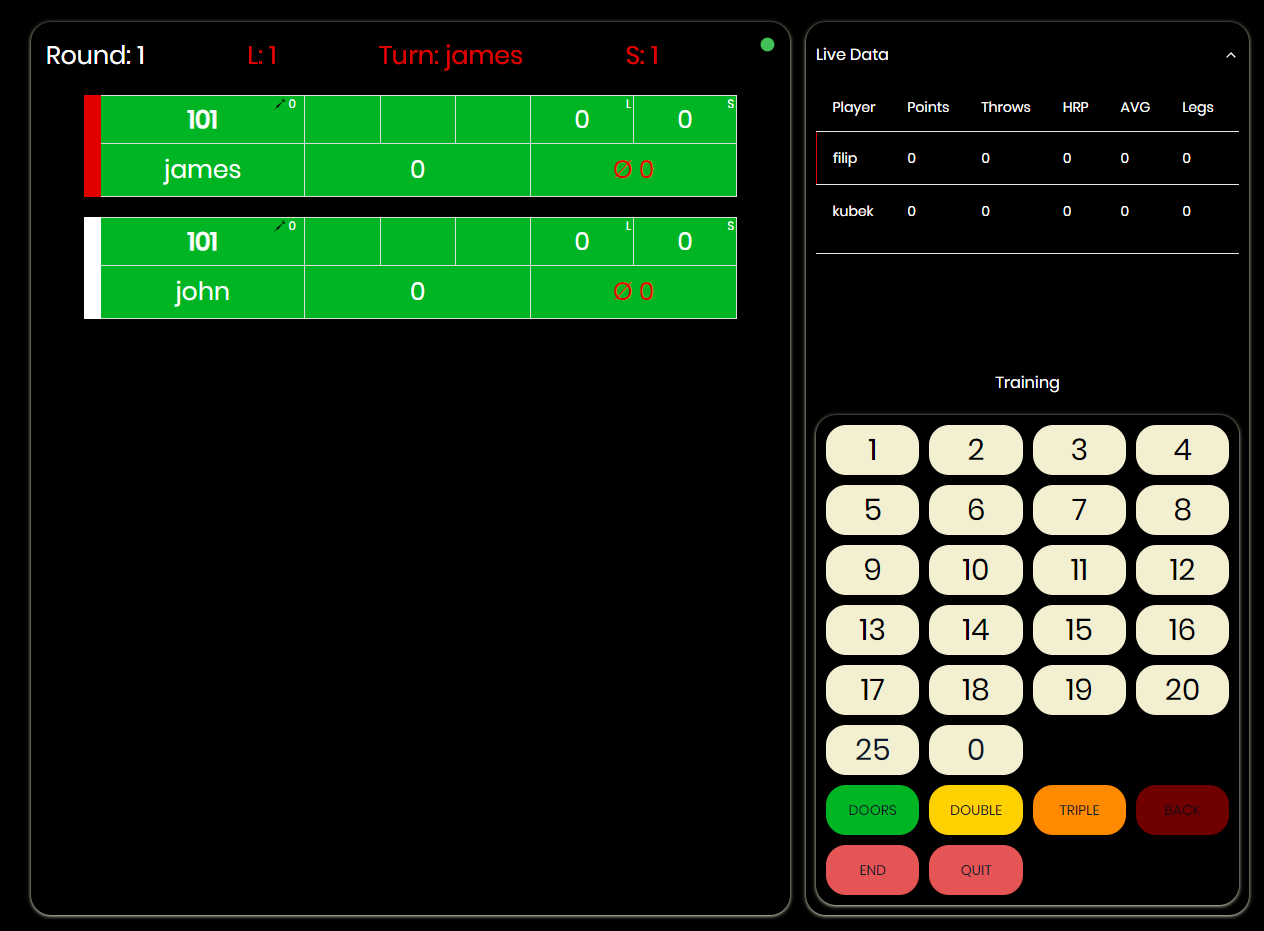 Round: 1 L: 1 Turn: james S: 1
101 0 0 L 0 S
james 0 Ø 0
101 0 0 L 0 S
john 0 Ø 0
Live Data
Player Points Throws HRP AVG Legs
filip 0 0 0 0 0
kubek 0 0 0 0 0
Training
1 2 3 4
5 6 7 8
9 10 11 12
13 14 15 16
17 18 19 20
25 0
DOORS DOUBLE TRIPLE BACK
END QUIT